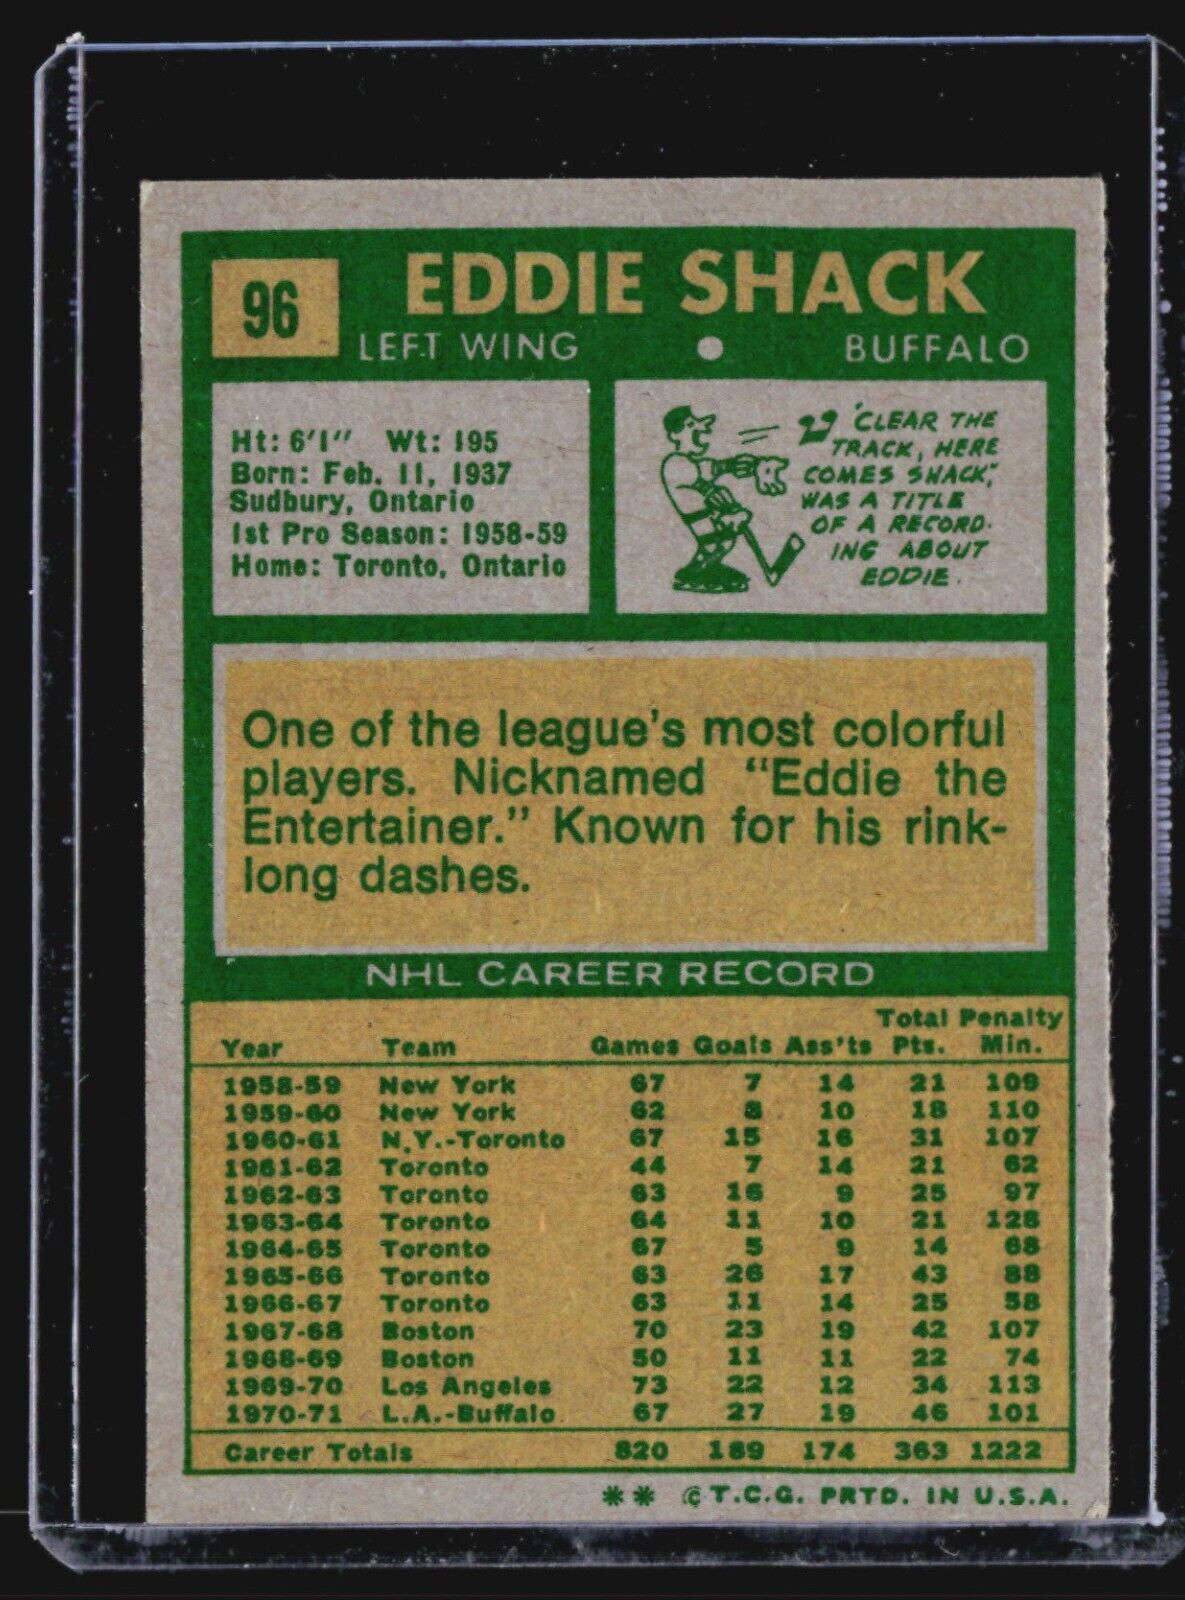 96
EDDIE SHACK
LEFT WING • BUFFALO
Ht: 6'1" Wt: 195
Born: Feb. 11, 1937
Sudbury, Ontario
1st Pro Season: 1958-59
Home: Toronto, Ontario
"CLEAR THE
TRACK, HERE
COMES SHACK,"
WAS A TITLE
OF A RECORD-
ING ABOUT
EDDIE.
One of the league's most colorful
players. Nicknamed "Eddie the
Entertainer." Known for his rink-
long dashes.
NHL CAREER RECORD
Year Team Games Goals Ass'ts Total Pts. Penalty Min.
1958-59 New York 67 7 14 21 109
1959-60 New York 62 8 10 18 110
1960-61 N.Y.-Toronto 67 15 16 31 107
1961-62 Toronto 44 7 14 21 62
1962-63 Toronto 63 16 9 25 97
1963-64 Toronto 64 11 10 21 128
1964-65 Toronto 67 5 9 14 68
1965-66 Toronto 63 26 17 43 88
1966-67 Toronto 63 11 14 25 58
1967-68 Boston 70 23 19 42 107
1968-69 Boston 50 11 11 22 74
1969-70 Los Angeles 73 22 12 34 113
1970-71 L.A.-Buffalo 67 27 19 46 101
Career Totals 820 189 174 363 1222
** © T.C.G. PRTD. IN U.S.A.